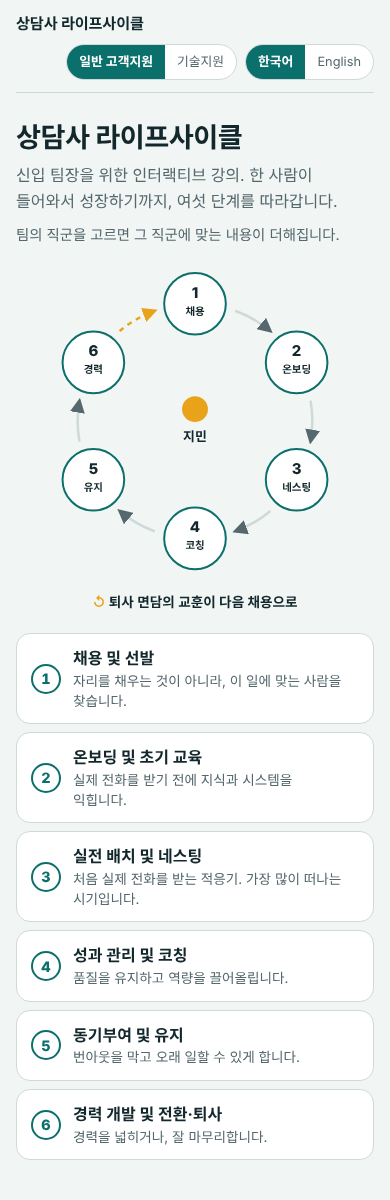 상담사 라이프사이클
일반 고객지원
기술지원
한국어
English
상담사 라이프사이클
신입 팀장을 위한 인터랙티브 강의. 한 사람이
들어와서 성장하기까지, 여섯 단계를 따라갑니다.
팀의 직군을 고르면 그 직군에 맞는 내용이 더해집니다.
1
채용
2
온보딩
3
네스팅
4
코칭
5
유지
6
경력
지민
퇴사 면담의 교훈이 다음 채용으로
1
채용 및 선발
자리를 채우는 것이 아니라, 이 일에 맞는 사람을
찾습니다.
2
온보딩 및 초기 교육
실제 전화를 받기 전에 지식과 시스템을
익힙니다.
3
실전 배치 및 네스팅
처음 실제 전화를 받는 적응기. 가장 많이 떠나는
시기입니다.
4
성과 관리 및 코칭
품질을 유지하고 역량을 끌어올립니다.
5
동기부여 및 유지
번아웃을 막고 오래 일할 수 있게 합니다.
6
경력 개발 및 전환·퇴사
경력을 넓히거나, 잘 마무리합니다.